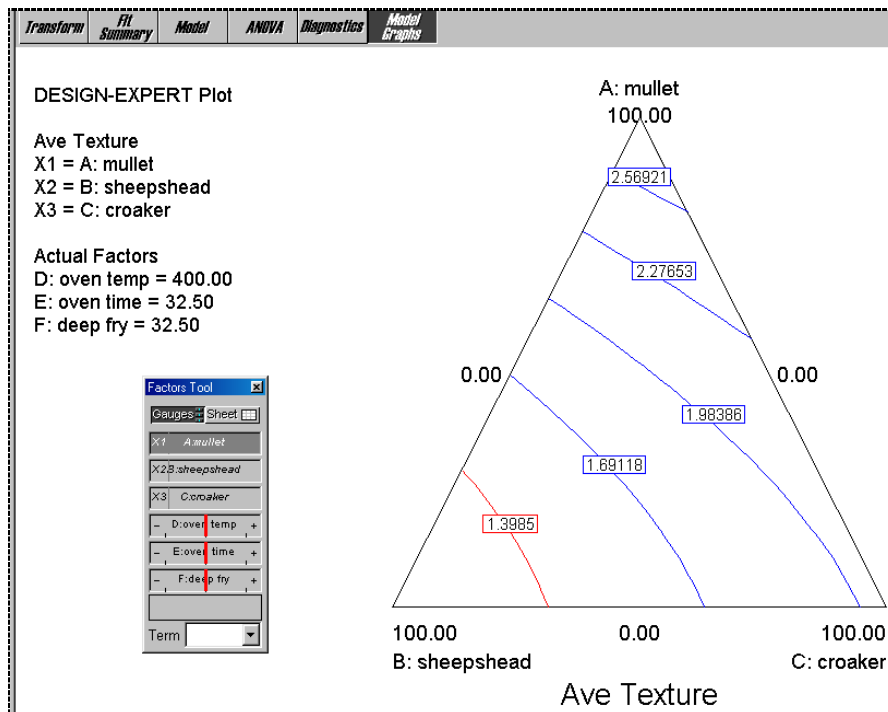 Transform
Fit Summary
Model
ANOVA
Diagnostics
Model Graphs
DESIGN-EXPERT Plot
Ave Texture
X1 = A: mullet
X2 = B: sheepshead
X3 = C: croaker
Actual Factors
D: oven temp = 400.00
E: oven time = 32.50
F: deep fry = 32.50
Factors Tool
Gauges Sheet
X1 A:mullet
X2 B:sheepshead
X3 C:croaker
- D:oven temp +
- E:oven time +
- F:deep fry +
Term
A: mullet
100.00
2.56921
2.27653
0.00 0.00
1.98386
1.69118
1.3985
100.00 0.00 100.00
B: sheepshead C: croaker
Ave Texture